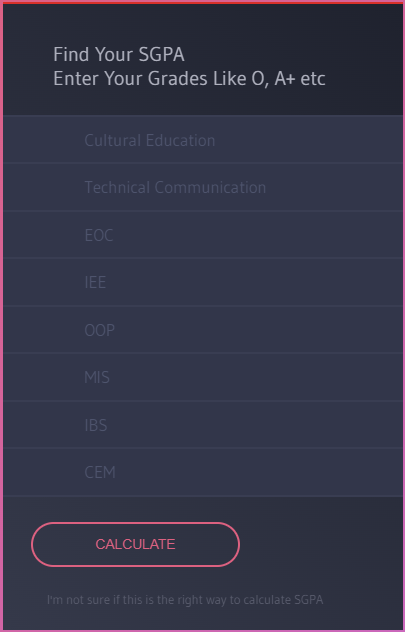 Find Your SGPA
Enter Your Grades Like O, A+ etc
Cultural Education
Technical Communication
EOC
IEE
OOP
MIS
IBS
CEM
CALCULATE
I'm not sure if this is the right way to calculate SGPA